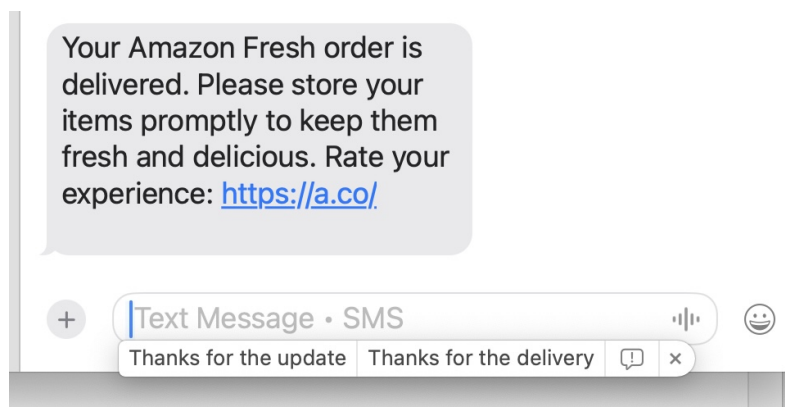 Your Amazon Fresh order is
delivered. Please store your
items promptly to keep them
fresh and delicious. Rate your
experience: https://a.co/
Text Message • SMS
Thanks for the update Thanks for the delivery